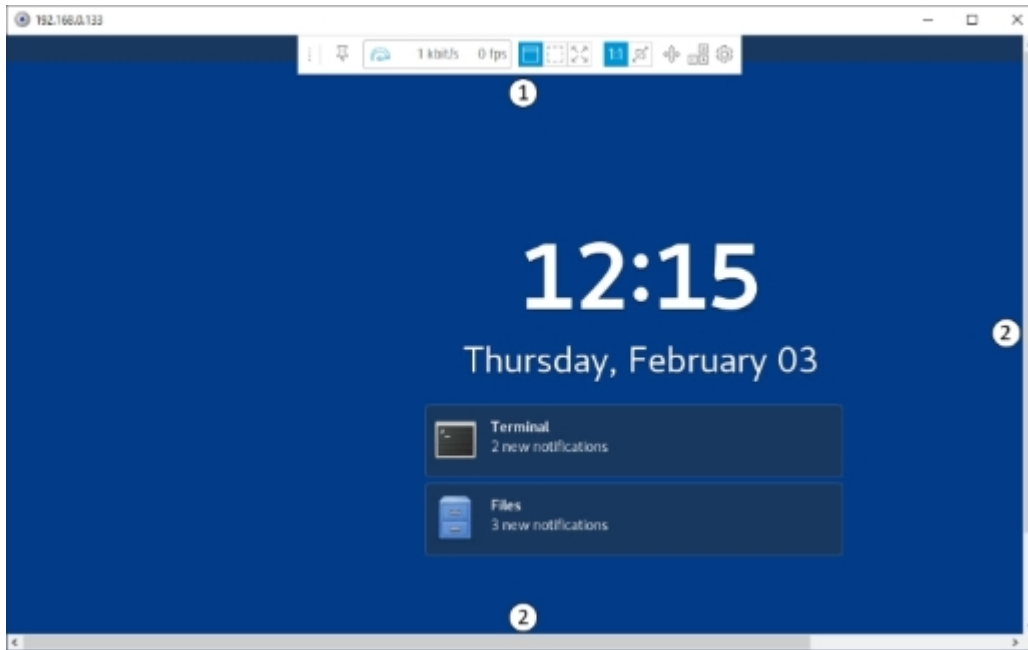 192.168.0.133
1 kbit/s 0 fps 1:1
1
12:15
2
Thursday, February 03
Terminal
2 new notifications
Files
3 new notifications
2